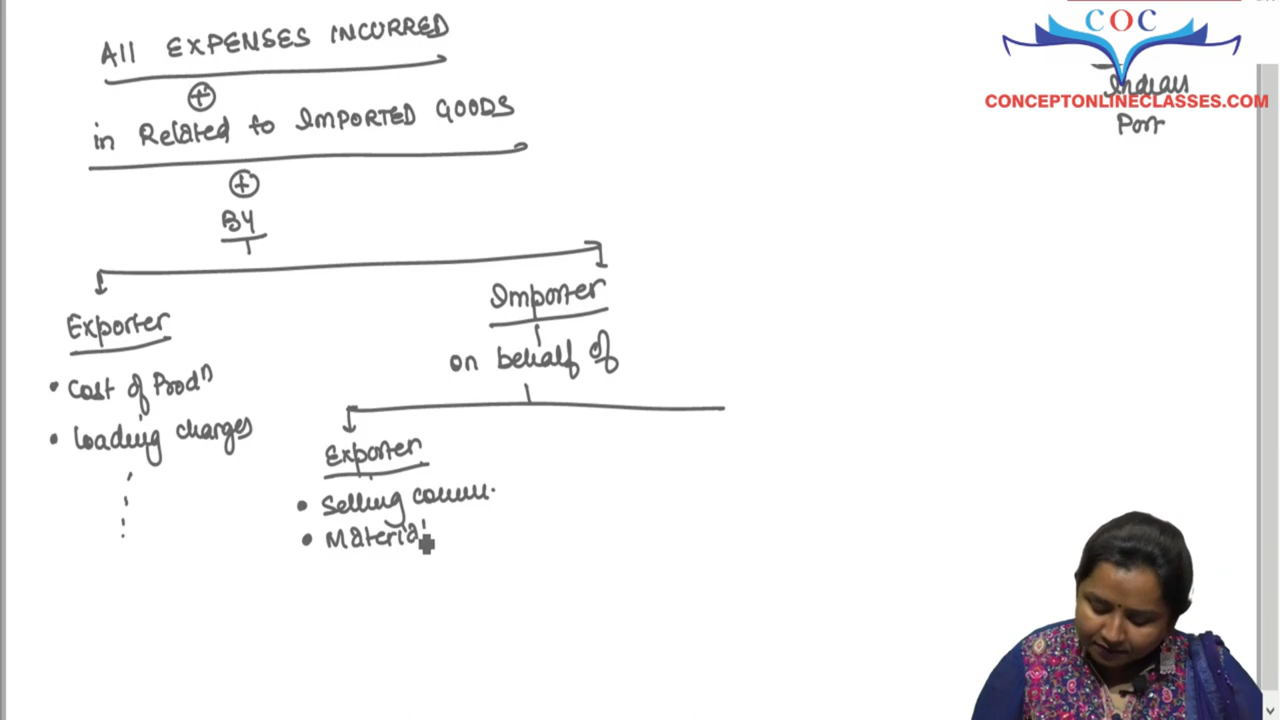 All EXPENSES INCURRED
in Related to IMPORTED GOODS
BY
Exporter
• Cost of Prodn
• Loading charges
Importer
on behalf of
Exporter
• Selling comm.
• Material
COC
Indian
CONCEPTONLINECLASSES.COM
Port